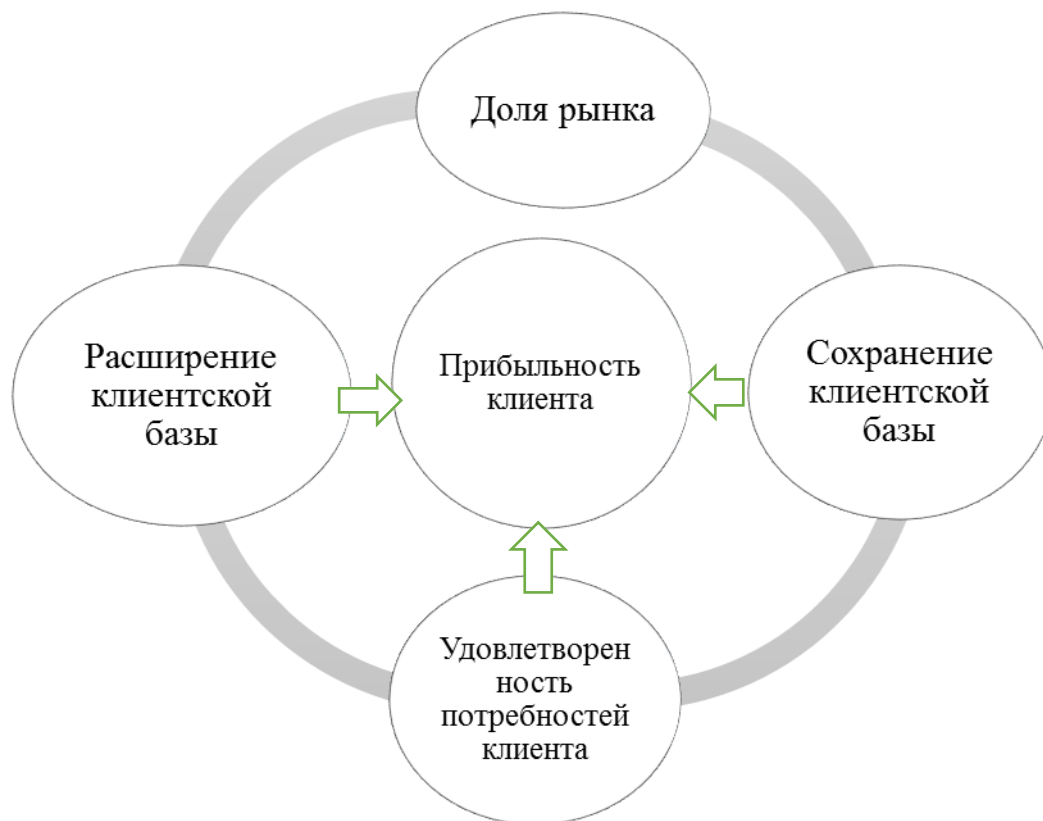 Доля рынка
Расширение
клиентской
базы
Прибыльность
клиента
Сохранение
клиентской
базы
Удовлетворен
ность
потребностей
клиента